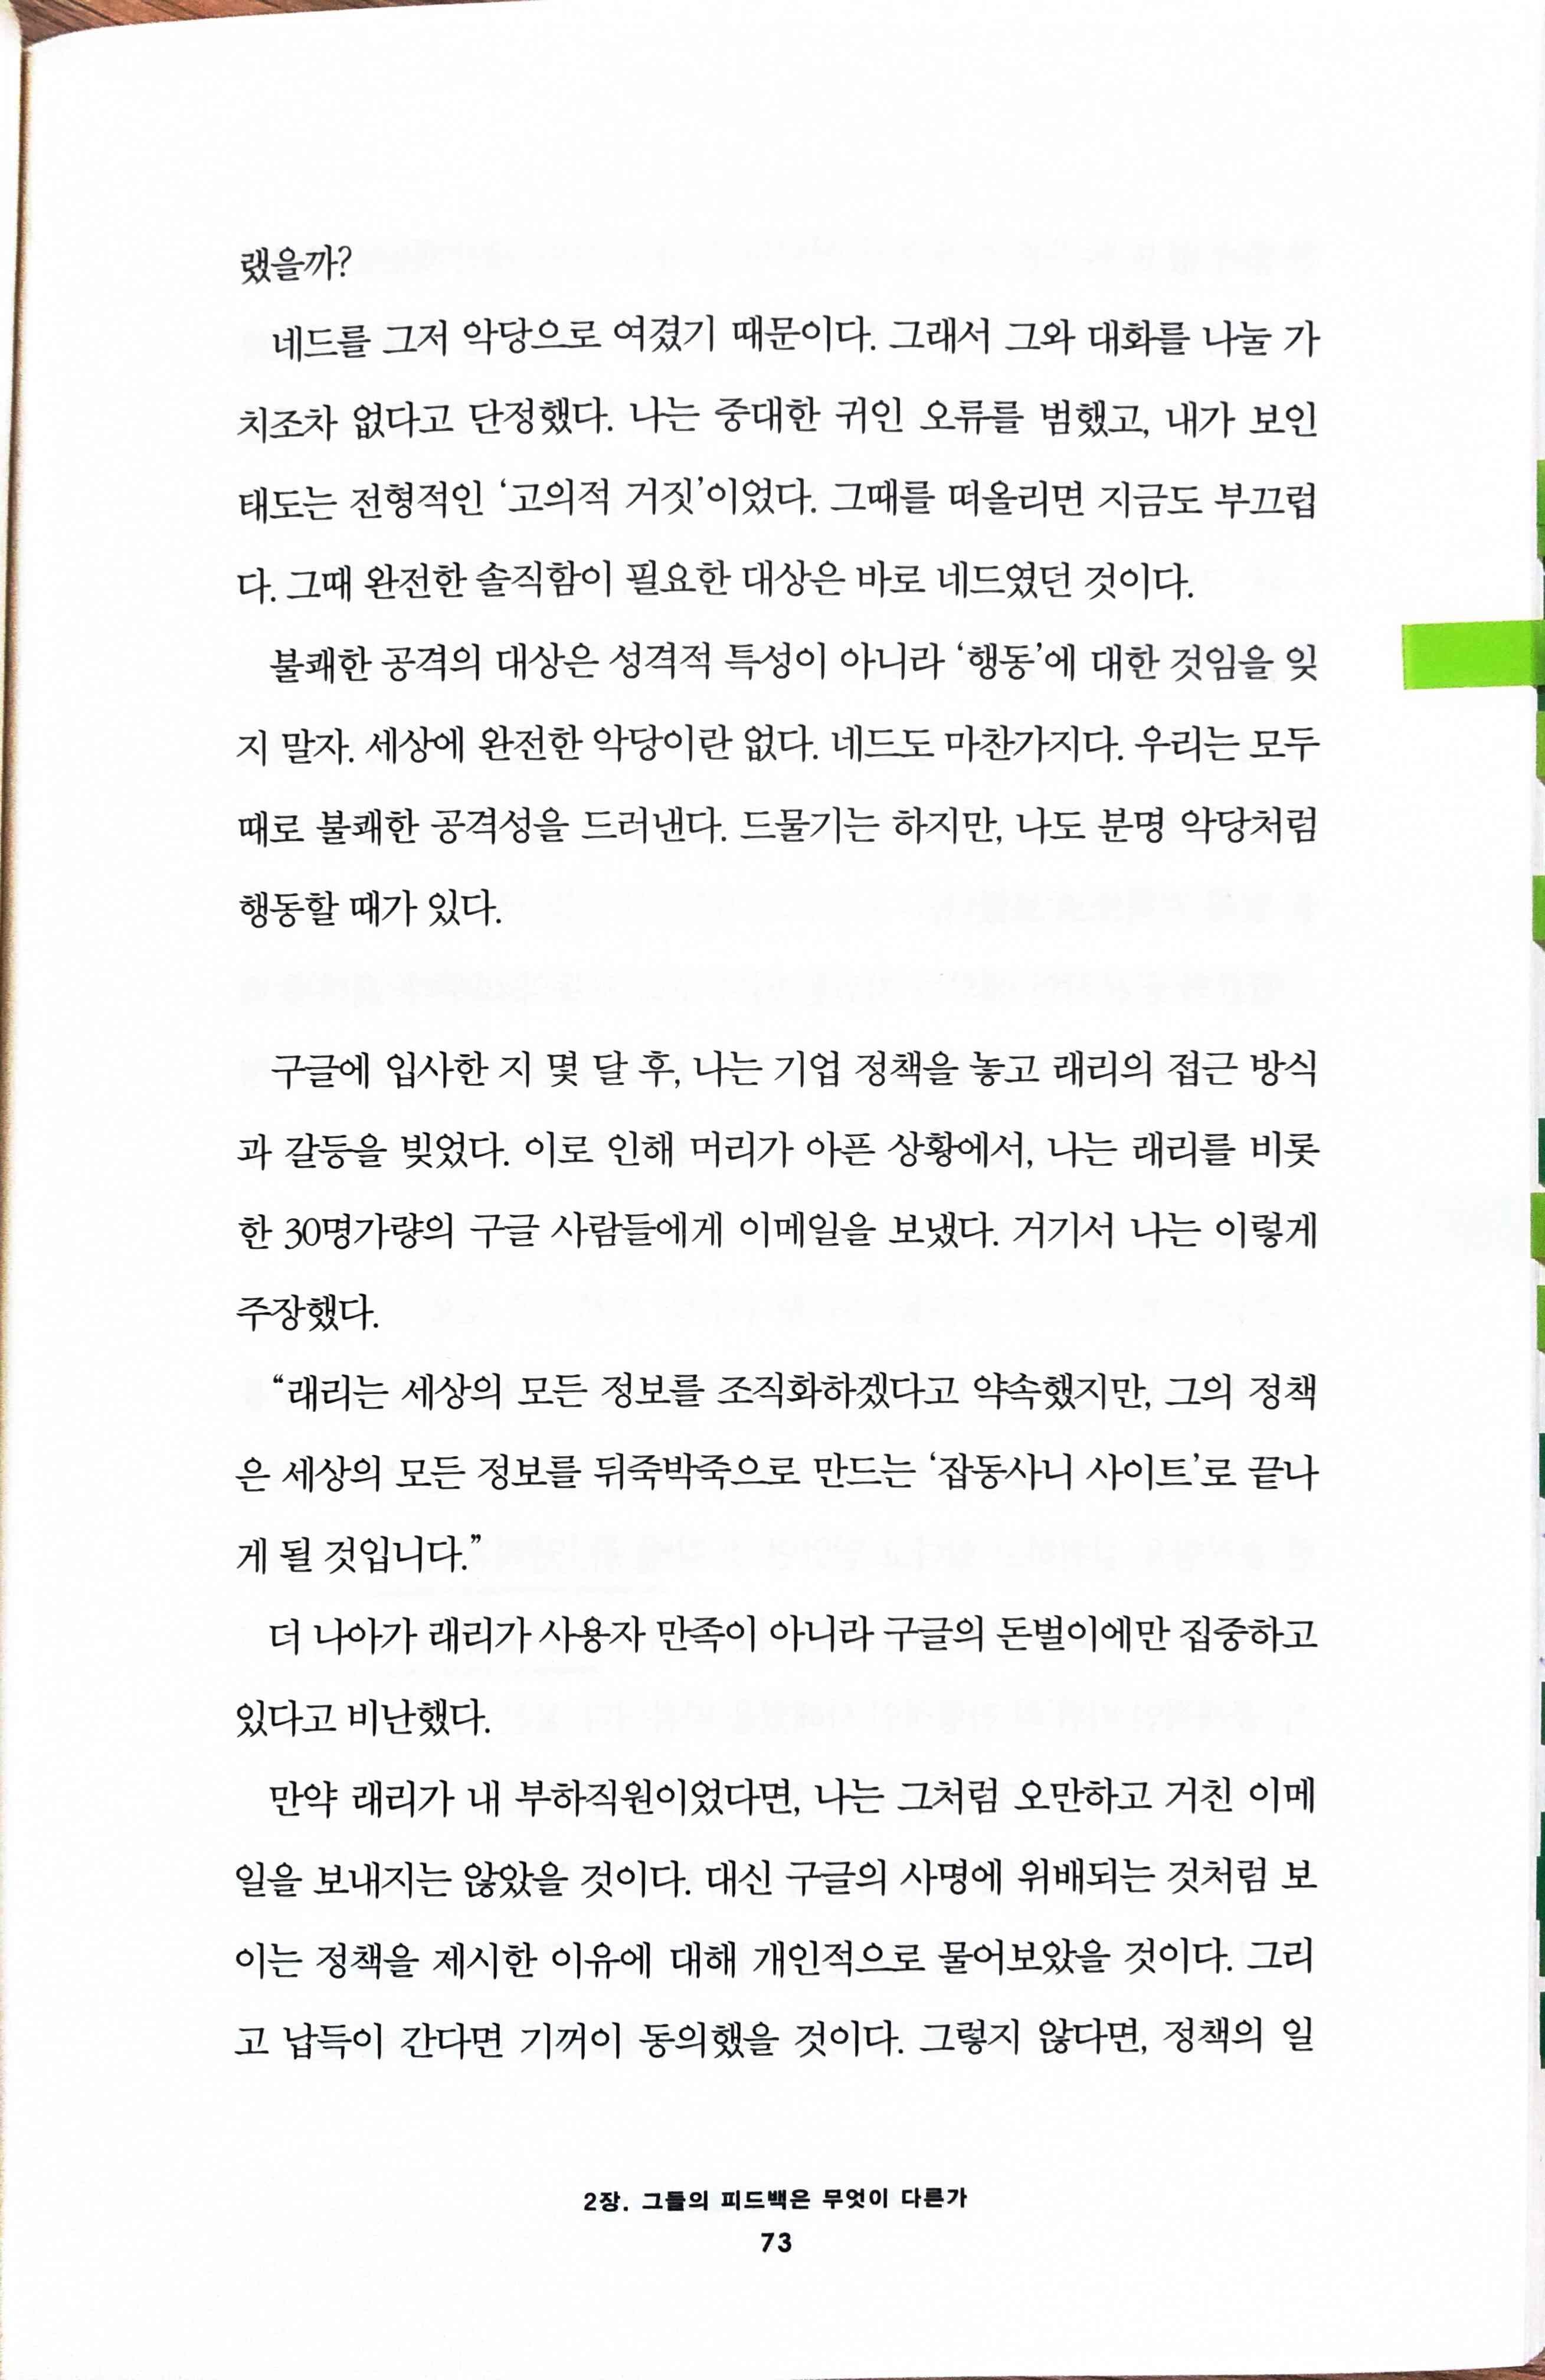 랬을까?
네드를 그저 악당으로 여겼기 때문이다. 그래서 그와 대화를 나눌 가
치조차 없다고 단정했다. 나는 중대한 귀인 오류를 범했고, 내가 보인
태도는 전형적인 ‘고의적 거짓’이었다. 그때를 떠올리면 지금도 부끄럽
다. 그때 완전한 솔직함이 필요한 대상은 바로 네드였던 것이다.
불쾌한 공격의 대상은 성격적 특성이 아니라 ‘행동’에 대한 것임을 잊
지 말자. 세상에 완전한 악당이란 없다. 네드도 마찬가지다. 우리는 모두
때로 불쾌한 공격성을 드러낸다. 드물기는 하지만, 나도 분명 악당처럼
행동할 때가 있다.
구글에 입사한 지 몇 달 후, 나는 기업 정책을 놓고 래리의 접근 방식
과 갈등을 빚었다. 이로 인해 머리가 아픈 상황에서, 나는 래리를 비롯
한 30명가량의 구글 사람들에게 이메일을 보냈다. 거기서 나는 이렇게
주장했다.
“래리는 세상의 모든 정보를 조직화하겠다고 약속했지만, 그의 정책
은 세상의 모든 정보를 뒤죽박죽으로 만드는 ‘잡동사니 사이트’로 끝나
게 될 것입니다.”
더 나아가 래리가 사용자 만족이 아니라 구글의 돈벌이에만 집중하고
있다고 비난했다.
만약 래리가 내 부하직원이었다면, 나는 그처럼 오만하고 거친 이메
일을 보내지는 않았을 것이다. 대신 구글의 사명에 위배되는 것처럼 보
이는 정책을 제시한 이유에 대해 개인적으로 물어보았을 것이다. 그리
고 납득이 간다면 기꺼이 동의했을 것이다. 그렇지 않다면, 정책의 일
2장. 그들의 피드백은 무엇이 다른가
73